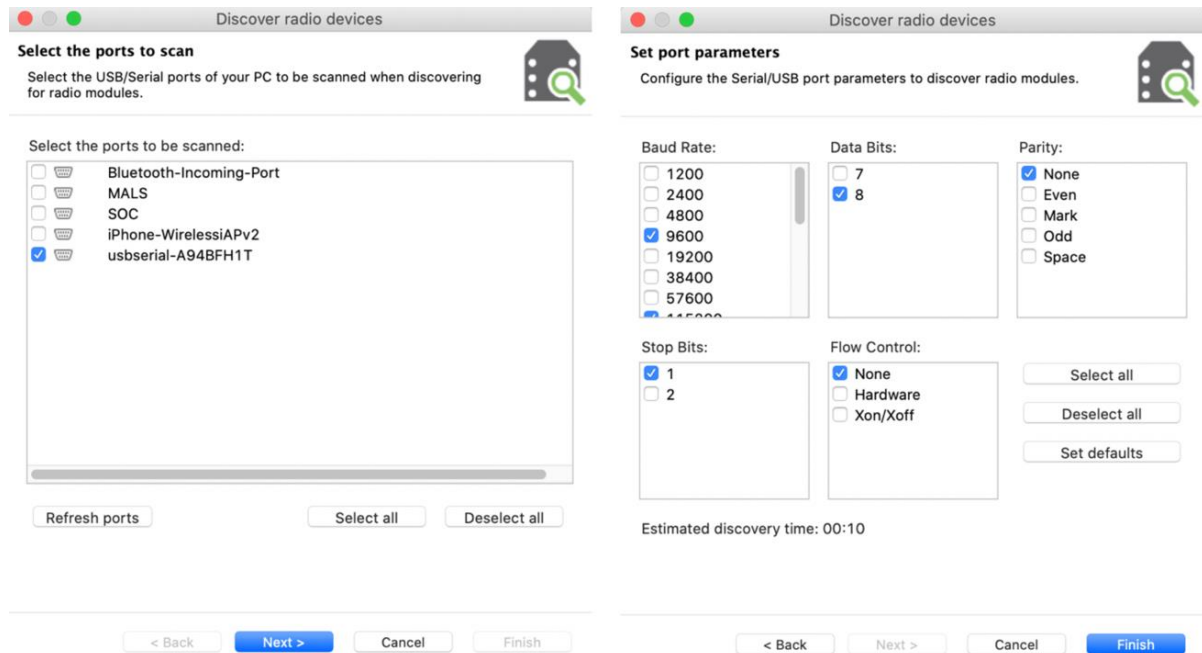 Discover radio devices
Select the ports to scan
Select the USB/Serial ports of your PC to be scanned when discovering
for radio modules.
Select the ports to be scanned:
Bluetooth-Incoming-Port
MALS
SOC
iPhone-WirelessiAPv2
usbserial-A94BFH1T
Refresh ports
Select all
Deselect all
< Back
Next >
Cancel
Finish
Discover radio devices
Set port parameters
Configure the Serial/USB port parameters to discover radio modules.
Baud Rate:
1200
2400
4800
9600
19200
38400
57600
Data Bits:
7
8
Parity:
None
Even
Mark
Odd
Space
Stop Bits:
1
2
Flow Control:
None
Hardware
Xon/Xoff
Select all
Deselect all
Set defaults
Estimated discovery time: 00:10
< Back
Next >
Cancel
Finish